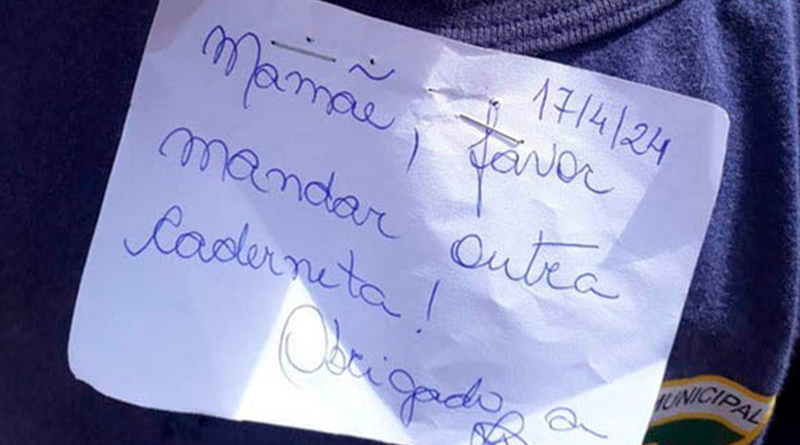 17/4/24
Mamãe, favor
mandar outra
caderneta!
Obrigado
MUNICIPAL